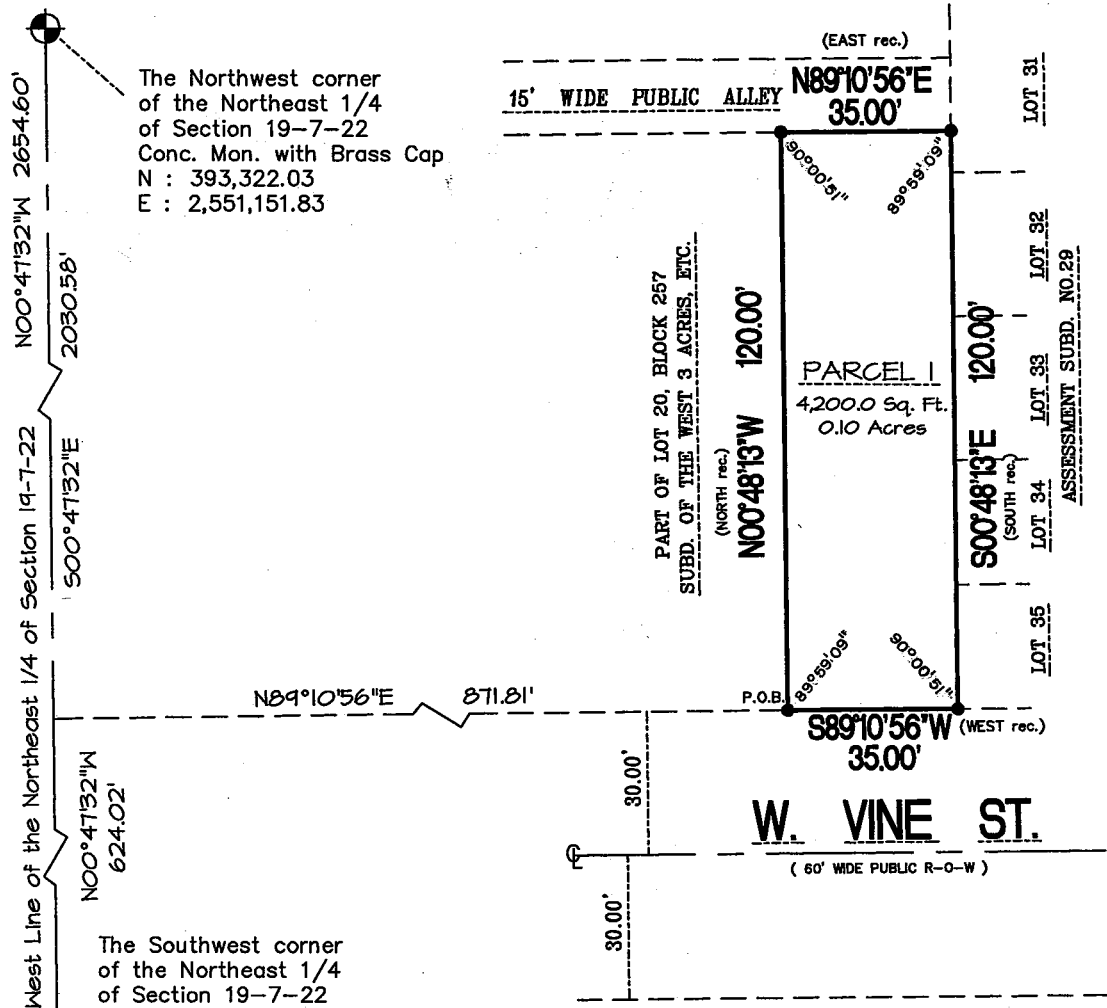 (EAST rec.)
N89°10'56"E
35.00'
15' WIDE PUBLIC ALLEY
The Northwest corner
of the Northeast 1/4
of Section 19-7-22
Conc. Mon. with Brass Cap
N : 393,322.03
E : 2,551,151.83
N00°47'32"W 2654.60'
2030.58'
S00°47'32"E
West Line of the Northeast 1/4 of Section 19-7-22
90°00'51"
89°59'09"
LOT 31
LOT 32
LOT 33
LOT 34
LOT 35
ASSESSMENT SUBD. NO.29
PART OF LOT 20, BLOCK 257
SUBD. OF THE WEST 3 ACRES, ETC.
(NORTH rec.)
N00°48'13"W 120.00'
PARCEL 1
4,200.0 Sq. Ft.
0.10 Acres
S00°48'13"E 120.00'
(SOUTH rec.)
89°59'09"
90°00'51"
N89°10'56"E 871.81'
P.O.B.
S89°10'56"W (WEST rec.)
35.00'
N00°47'32"W
624.02'
30.00'
W. VINE ST.
℄
( 60' WIDE PUBLIC R-O-W )
30.00'
The Southwest corner
of the Northeast 1/4
of Section 19-7-22